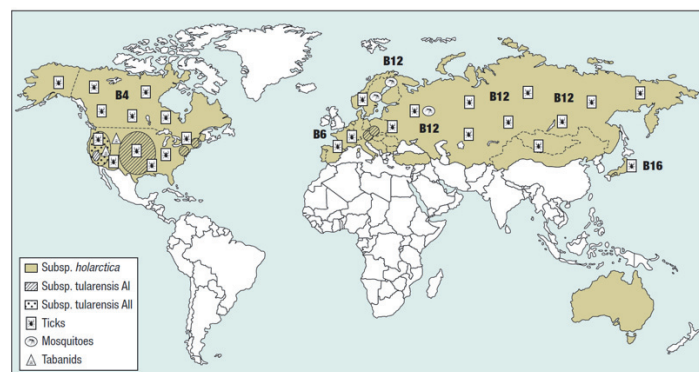 B12
B4
B12
B12
B6
B12
B16
Subsp. holarctica
Subsp. tularensis AI
Subsp. tularensis AII
Ticks
Mosquitoes
Tabanids